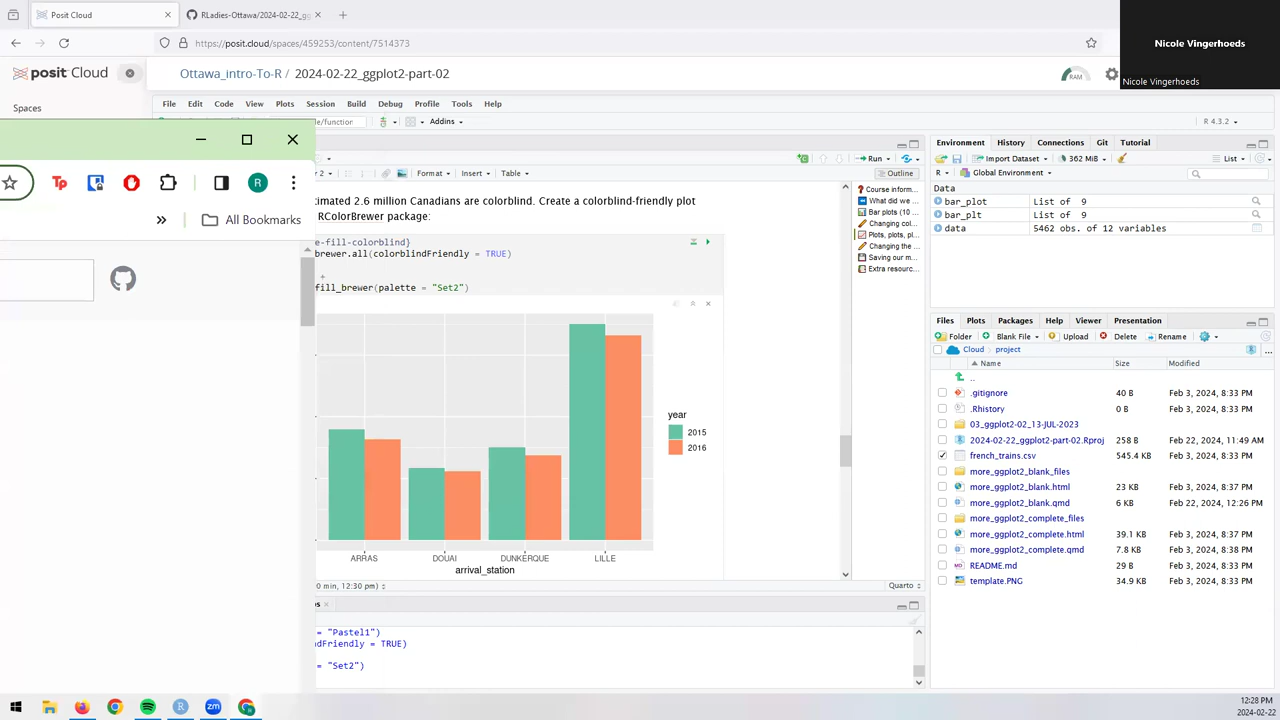 Posit Cloud
RLadies-Ottawa/2024-02-22_gg
https://posit.cloud/spaces/459253/content/7514373
Nicole Vingerhoeds
Nicole Vingerhoeds
posit Cloud
Ottawa_intro-To-R / 2024-02-22_ggplot2-part-02
RAM
Spaces
File Edit Code View Plots Session Build Debug Profile Tools Help
file/function Addins
R 4.3.2
All Bookmarks
Run
Format Insert Table Outline
timated 2.6 million Canadians are colorblind. Create a colorblind-friendly plot
RColorBrewer package:
e-fill-colorblind}
brewer.all(colorblindFriendly = TRUE)
+
fill_brewer(palette = "Set2")
year
2015
2016
ARRAS DOUAI DUNKERQUE LILLE
arrival_station
Course inform...
What did we ...
Bar plots (10 ...
Changing col...
Plots, plots, pl...
Changing the ...
Saving our m...
Extra resourc...
0 min, 12:30 pm)
Quarto
= "Pastel1")
ndFriendly = TRUE)
= "Set2")
Environment History Connections Git Tutorial
Import Dataset 362 MiB List
R Global Environment
Data
bar_plot List of 9
bar_plt List of 9
data 5462 obs. of 12 variables
Files Plots Packages Help Viewer Presentation
Folder Blank File Upload Delete Rename
Cloud project
Name Size Modified
..
.gitignore 40 B Feb 3, 2024, 8:33 PM
.Rhistory 0 B Feb 3, 2024, 8:33 PM
03_ggplot2-02_13-JUL-2023
2024-02-22_ggplot2-part-02.Rproj 258 B Feb 22, 2024, 11:49 AM
french_trains.csv 545.4 KB Feb 3, 2024, 8:33 PM
more_ggplot2_blank_files
more_ggplot2_blank.html 23 KB Feb 3, 2024, 8:37 PM
more_ggplot2_blank.qmd 6 KB Feb 22, 2024, 12:26 PM
more_ggplot2_complete_files
more_ggplot2_complete.html 39.1 KB Feb 3, 2024, 8:37 PM
more_ggplot2_complete.qmd 7.8 KB Feb 3, 2024, 8:38 PM
README.md 29 B Feb 3, 2024, 8:33 PM
template.PNG 34.9 KB Feb 3, 2024, 8:33 PM
12:28 PM
2024-02-22